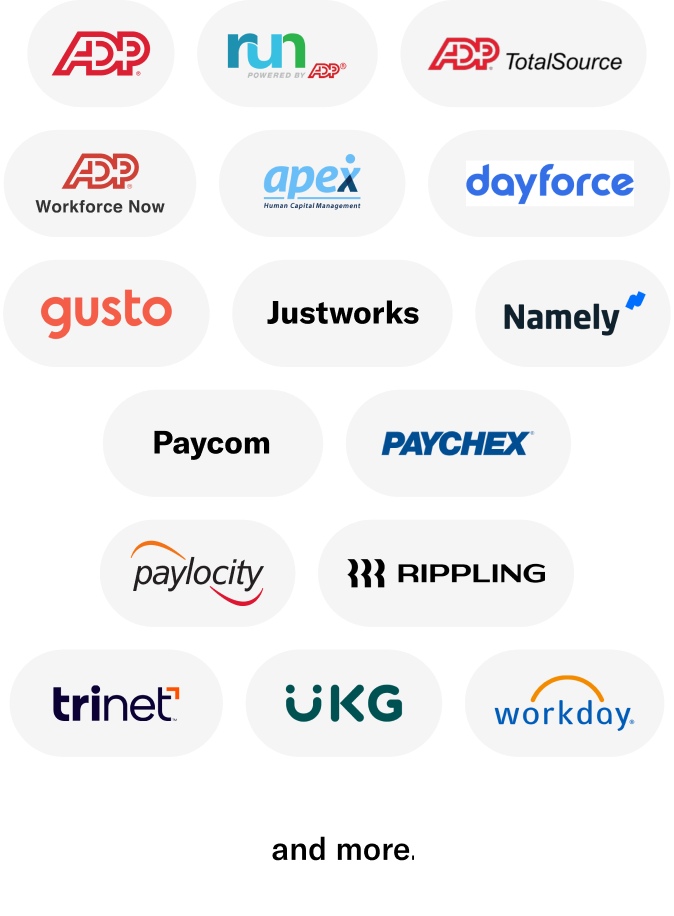 ADP®
run
POWERED BY ADP®
ADP® TotalSource
ADP®
Workforce Now
apex
Human Capital Management
dayforce
gusto
Justworks
Namely
Paycom
PAYCHEX®
paylocity
RIPPLING
trinet™
UKG
workday®
and more.